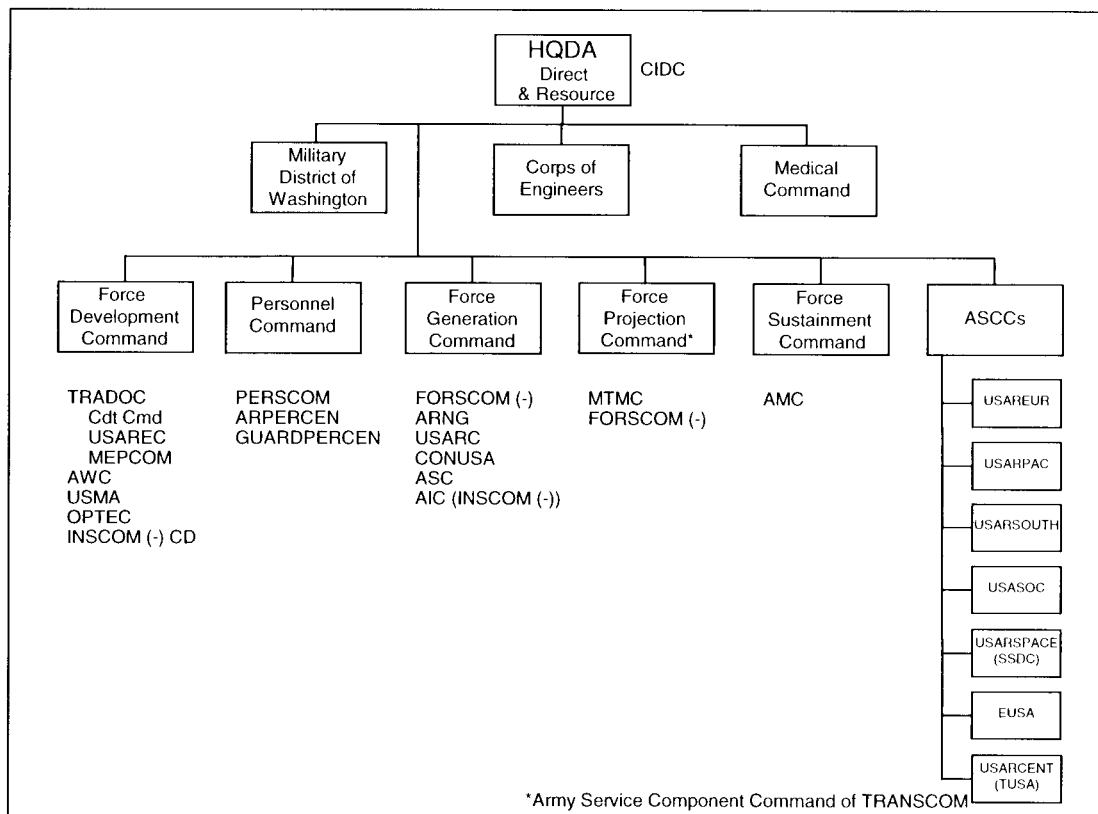 HQDA
Direct
& Resource
CIDC
Military
District of
Washington
Corps of
Engineers
Medical
Command
Force
Development
Command
Personnel
Command
Force
Generation
Command
Force
Projection
Command*
Force
Sustainment
Command
ASCCs
TRADOC
Cdt Cmd
USAREC
MEPCOM
AWC
USMA
OPTEC
INSCOM (-) CD
PERSCOM
ARPERCEN
GUARDPERCEN
FORSCOM (-)
ARNG
USARC
CONUSA
ASC
AIC (INSCOM (-))
MTMC
FORSCOM (-)
AMC
USAREUR
USARPAC
USARSOUTH
USASOC
USARSPACE
(SSDC)
EUSA
USARCENT
(TUSA)
*Army Service Component Command of TRANSCOM